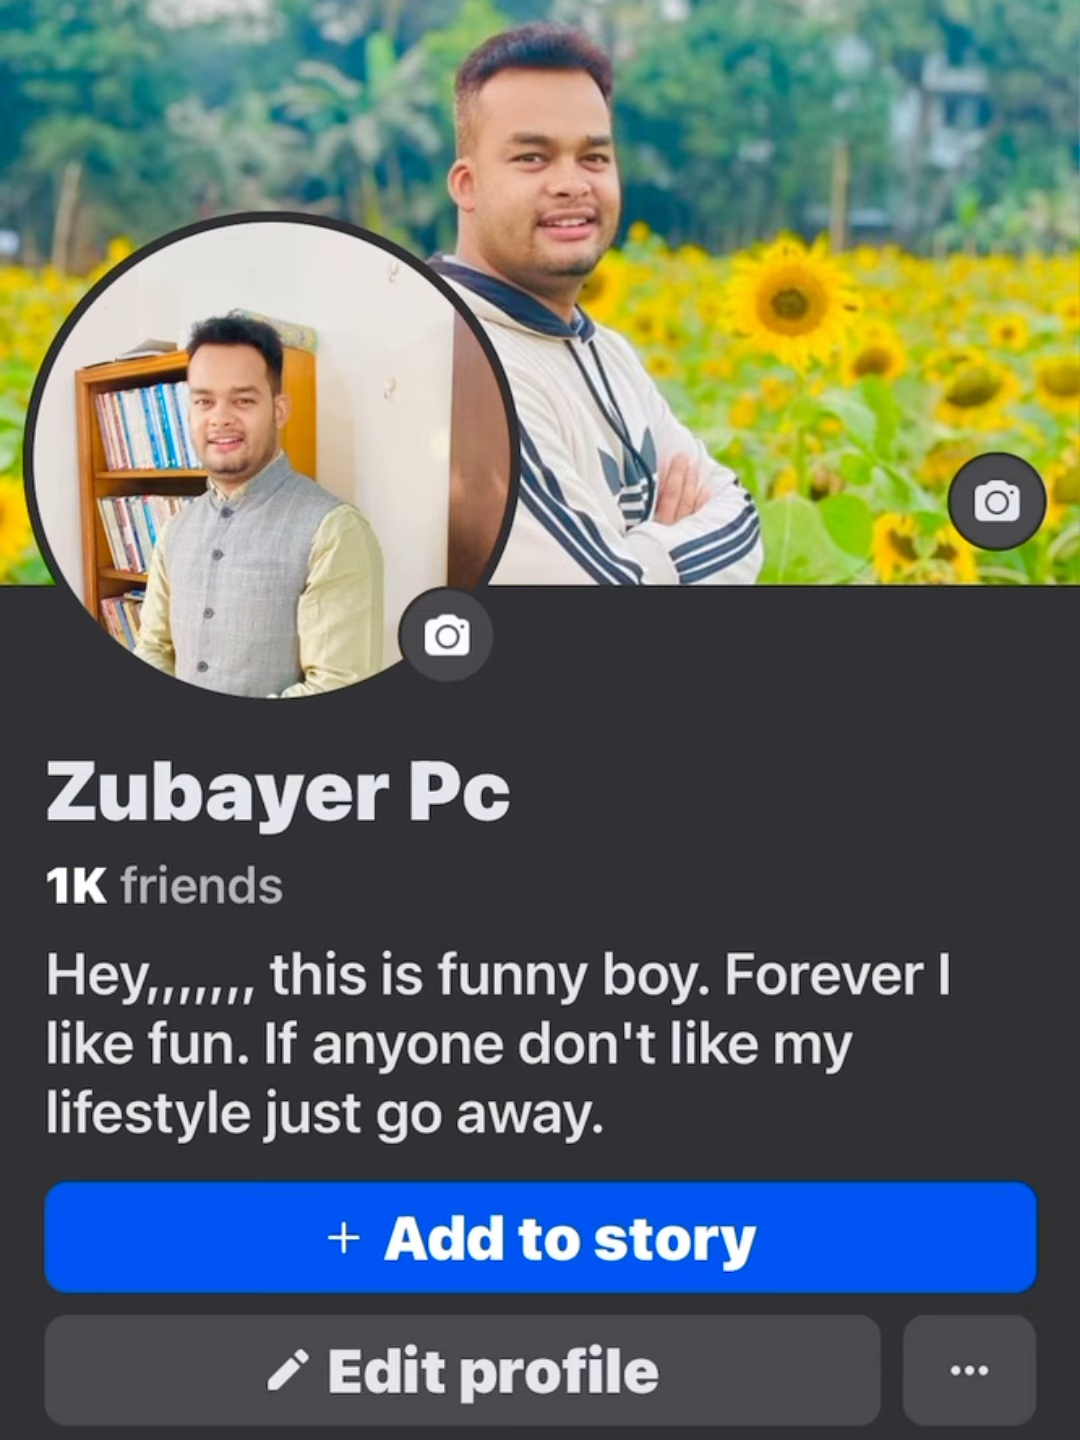 Zubayer Pc
1K friends
Hey,,,,,,, this is funny boy. Forever I
like fun. If anyone don't like my
lifestyle just go away.
+ Add to story
Edit profile
...